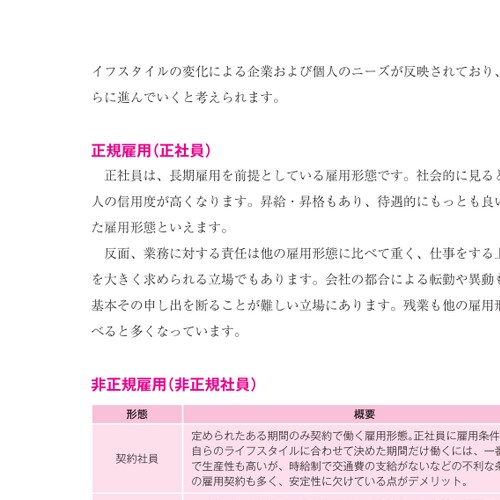 イフスタイルの変化による企業および個人のニーズが反映されており、
らに進んでいくと考えられます。
正規雇用（正社員）
正社員は、長期雇用を前提としている雇用形態です。社会的に見ると
人の信用度が高くなります。昇給・昇格もあり、待遇的にもっとも良い
た雇用形態といえます。
反面、業務に対する責任は他の雇用形態に比べて重く、仕事をする上
を大きく求められる立場でもあります。会社の都合による転勤や異動も
基本その申し出を断ることが難しい立場にあります。残業も他の雇用形
べると多くなっています。
非正規雇用（非正規社員）
形態 概要
定められたある期間のみ契約で働く雇用形態。正社員に雇用条件
自らのライフスタイルに合わせて決めた期間だけ働くには、一番
契約社員
で生産性も高いが、時給制で交通費の支給がないなどの不利な条
の雇用契約も多く、安定性に欠けている点がデメリット。